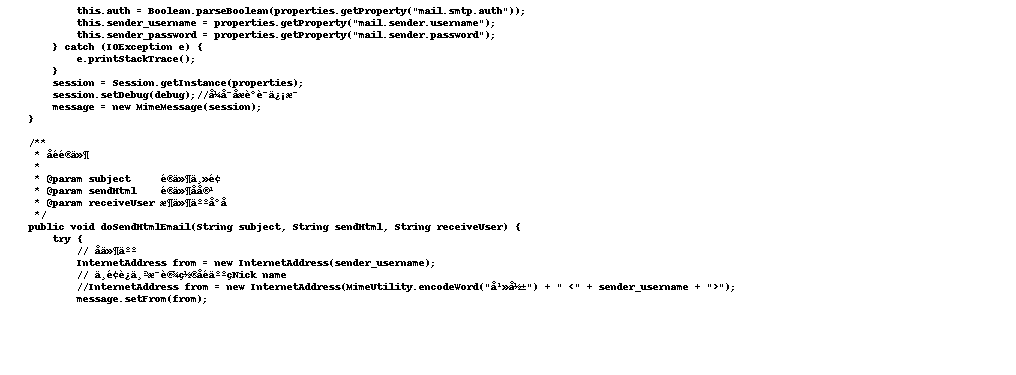 this.auth = Boolean.parseBoolean(properties.getProperty("mail.smtp.auth"));
this.sender_username = properties.getProperty("mail.sender.username");
this.sender_password = properties.getProperty("mail.sender.password");
} catch (IOException e) {
e.printStackTrace();
}
session = Session.getInstance(properties);
session.setDebug(debug);//å¼å¯åæè°è¯ä¿¡æ¯
message = new MimeMessage(session);
}
/**
* åéé®ä»¶
*
* @param subject é®ä»¶ä¸»é¢
* @param sendHtml é®ä»¶åå®¹
* @param receiveUser æ¶ä»¶äººå°å
*/
public void doSendHtmlEmail(String subject, String sendHtml, String receiveUser) {
try {
// åä»¶äºº
InternetAddress from = new InternetAddress(sender_username);
// ä¸é¢è¿ä¸ªæ¯è®¾ç½®åéäººçNick name
//InternetAddress from = new InternetAddress(MimeUtility.encodeWord("å¹»å½±") + " <" + sender_username + ">");
message.setFrom(from);